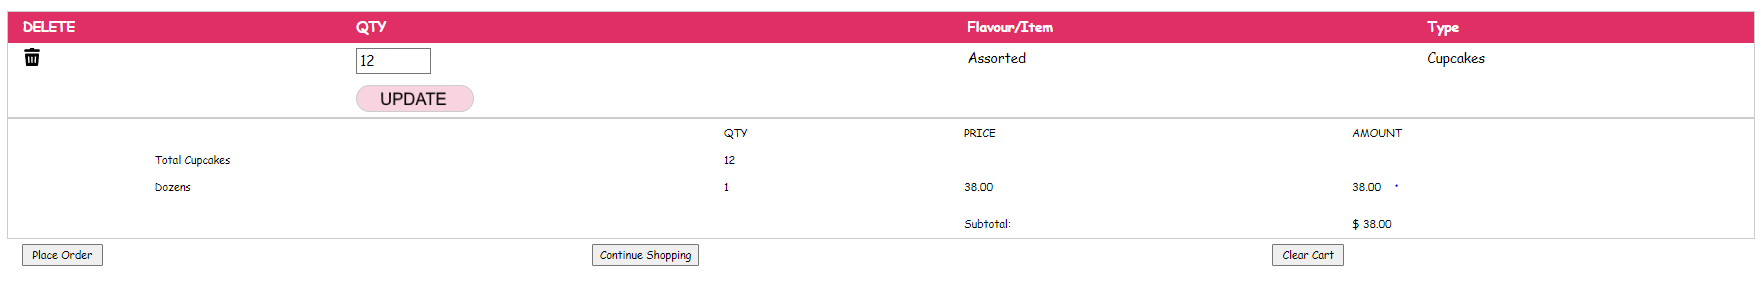 DELETE QTY Flavour/Item Type
12 Assorted Cupcakes
UPDATE
QTY PRICE AMOUNT
Total Cupcakes 12
Dozens 1 38.00 38.00
Subtotal: $ 38.00
Place Order Continue Shopping Clear Cart